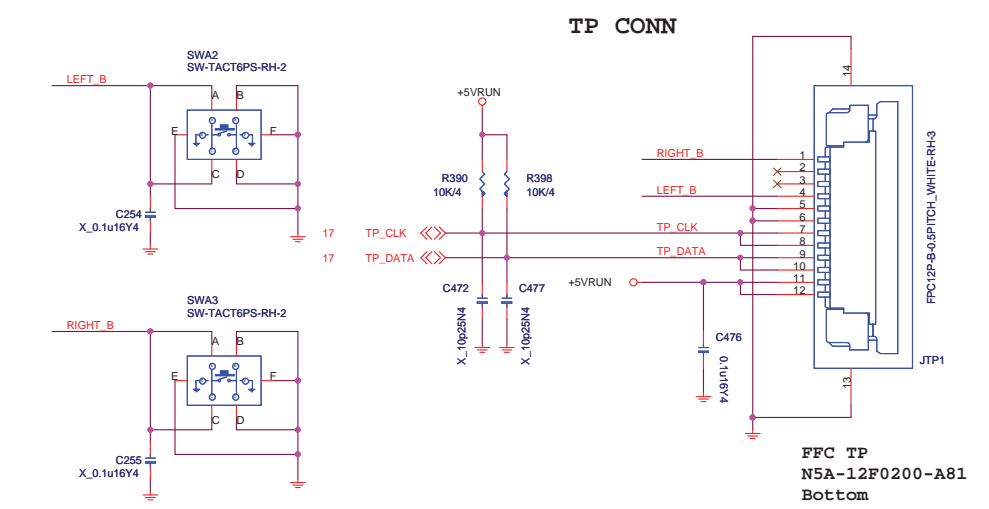 TP CONN
SWA2
SW-TACT6PS-RH-2
LEFT_B
A
B
E
F
C
D
C254
X_0.1u16Y4
SWA3
SW-TACT6PS-RH-2
RIGHT_B
A
B
E
F
C
D
C255
X_0.1u16Y4
+5VRUN
R390
10K/4
R398
10K/4
17 TP_CLK
17 TP_DATA
C472
X_10p25N4
C477
X_10p25N4
+5VRUN
C476
0.1u16Y4
RIGHT_B
LEFT_B
TP_CLK
TP_DATA
14
1
2
3
4
5
6
7
8
9
10
11
12
13
FPC12P-B-0.5PITCH_WHITE-RH-3
JTP1
FFC TP
N5A-12F0200-A81
Bottom